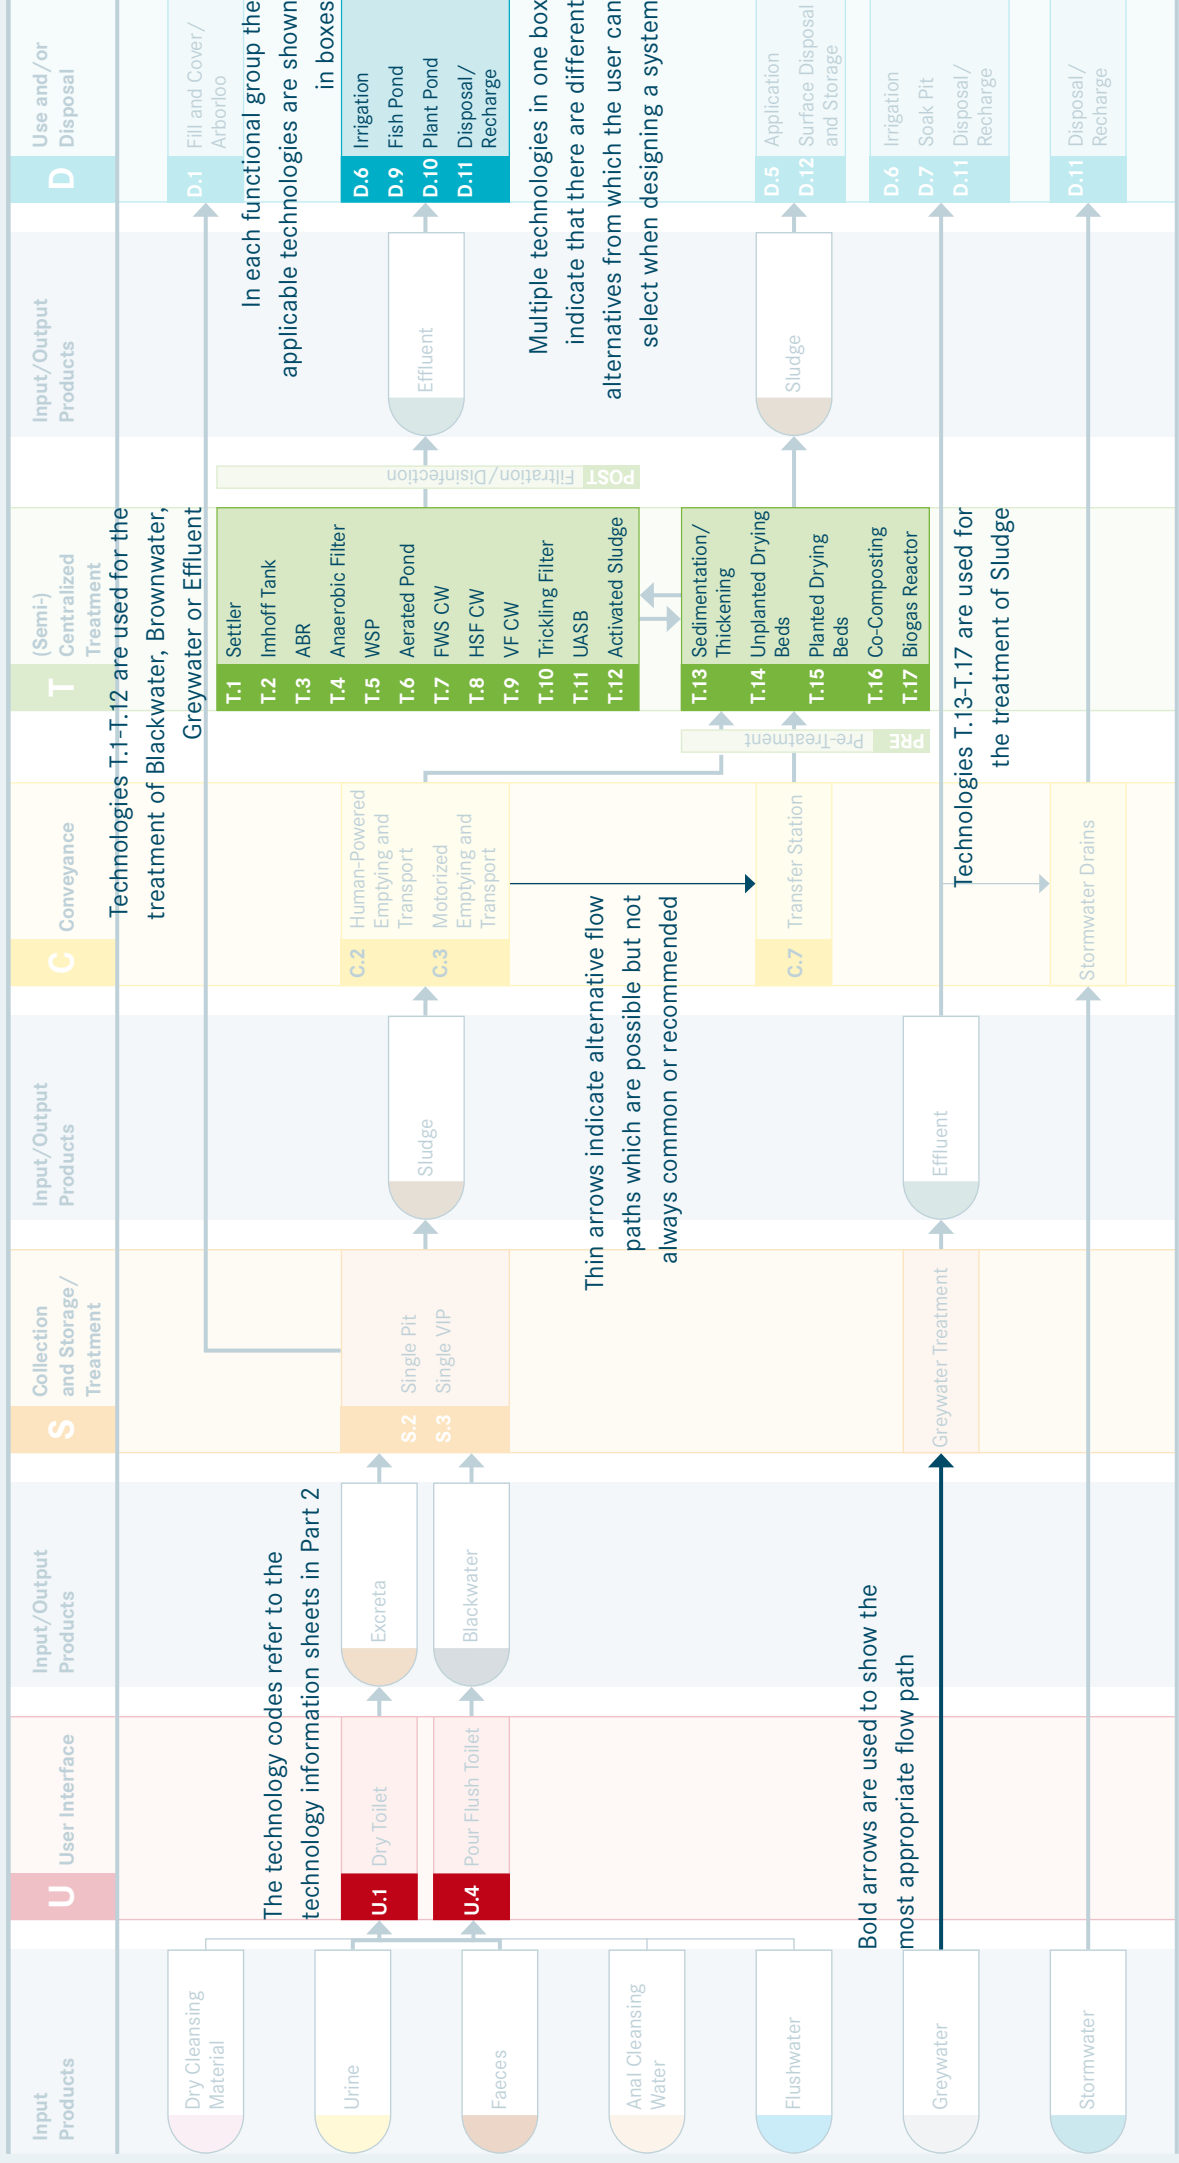 Input
Products
U
User Interface
Input/Output
Products
S
Collection
and Storage/
Treatment
Input/Output
Products
C
Conveyance
T
(Semi-)
Centralized
Treatment
Input/Output
Products
D
Use and/or
Disposal
Technologies T.1-T.12 are used for the
treatment of Blackwater, Brownwater,
Greywater or Effluent
Dry Cleansing
Material
D.1
Fill and Cover/
Arborloo
In each functional group the
applicable technologies are shown
in boxes
The technology codes refer to the
technology information sheets in Part 2
Urine
Faeces
U.1
Dry Toilet
U.4
Pour Flush Toilet
Excreta
Blackwater
S.2
Single Pit
S.3
Single VIP
Sludge
C.2
Human-Powered
Emptying and
Transport
C.3
Motorized
Emptying and
Transport
T.1
Settler
T.2
Imhoff Tank
T.3
ABR
T.4
Anaerobic Filter
T.5
WSP
T.6
Aerated Pond
T.7
FWS CW
T.8
HSF CW
T.9
VF CW
T.10
Trickling Filter
T.11
UASB
T.12
Activated Sludge
POST
Filtration/Disinfection
Effluent
D.6
Irrigation
D.9
Fish Pond
D.10
Plant Pond
D.11
Disposal/
Recharge
Multiple technologies in one box
indicate that there are different
alternatives from which the user can
select when designing a system
Thin arrows indicate alternative flow
paths which are possible but not
always common or recommended
Anal Cleansing
Water
Flushwater
C.7
Transfer Station
PRE
Pre-Treatment
T.13
Sedimentation/
Thickening
T.14
Unplanted Drying
Beds
T.15
Planted Drying
Beds
T.16
Co-Composting
T.17
Biogas Reactor
Sludge
D.5
Application
D.12
Surface Disposal
and Storage
Bold arrows are used to show the
most appropriate flow path
Greywater
Greywater Treatment
Effluent
Technologies T.13-T.17 are used for
the treatment of Sludge
D.6
Irrigation
D.7
Soak Pit
D.11
Disposal/
Recharge
Stormwater
Stormwater Drains
D.11
Disposal/
Recharge